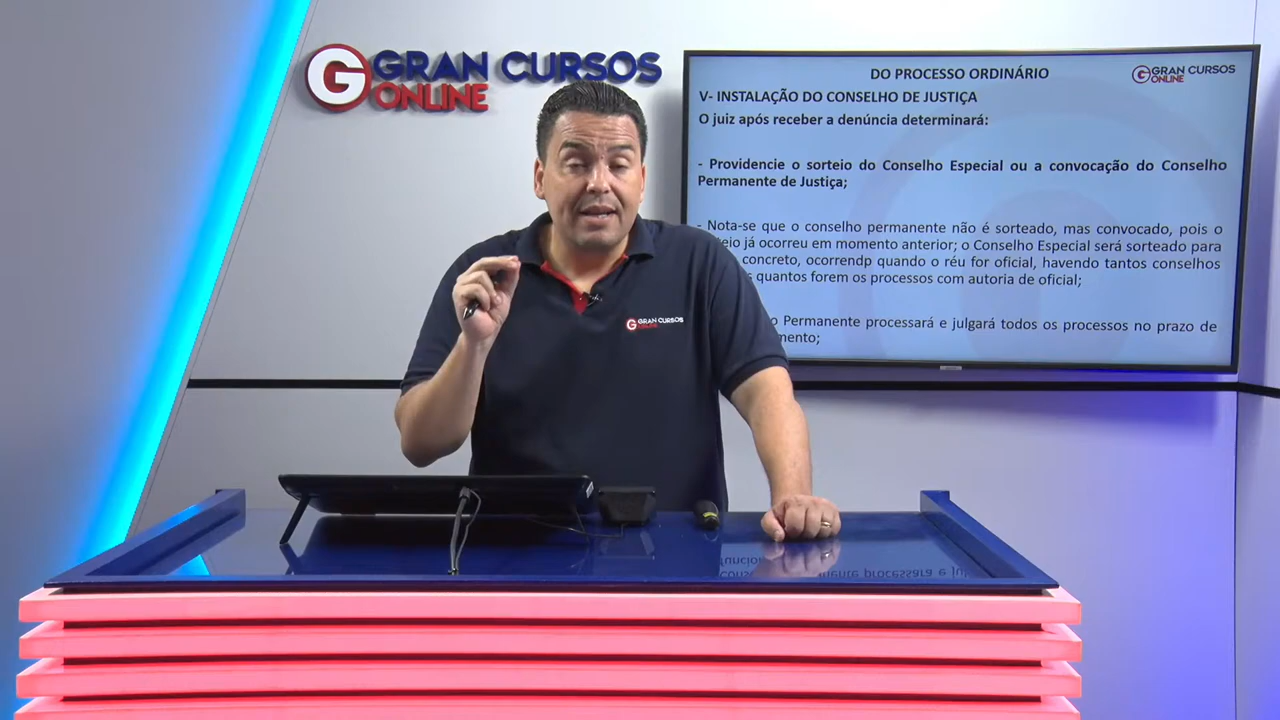 GRAN CURSOS
ONLINE
DO PROCESSO ORDINÁRIO
GRAN CURSOS
ONLINE
V- INSTALAÇÃO DO CONSELHO DE JUSTIÇA
O juiz após receber a denúncia determinará:
- Providencie o sorteio do Conselho Especial ou a convocação do Conselho
Permanente de Justiça;
- Nota-se que o conselho permanente não é sorteado, mas convocado, pois o
já ocorreu em momento anterior; o Conselho Especial será sorteado para
concreto, ocorrendp quando o réu for oficial, havendo tantos conselhos
quantos forem os processos com autoria de oficial;
Permanente processará e julgará todos os processos no prazo de
GRAN CURSOS
ONLINE